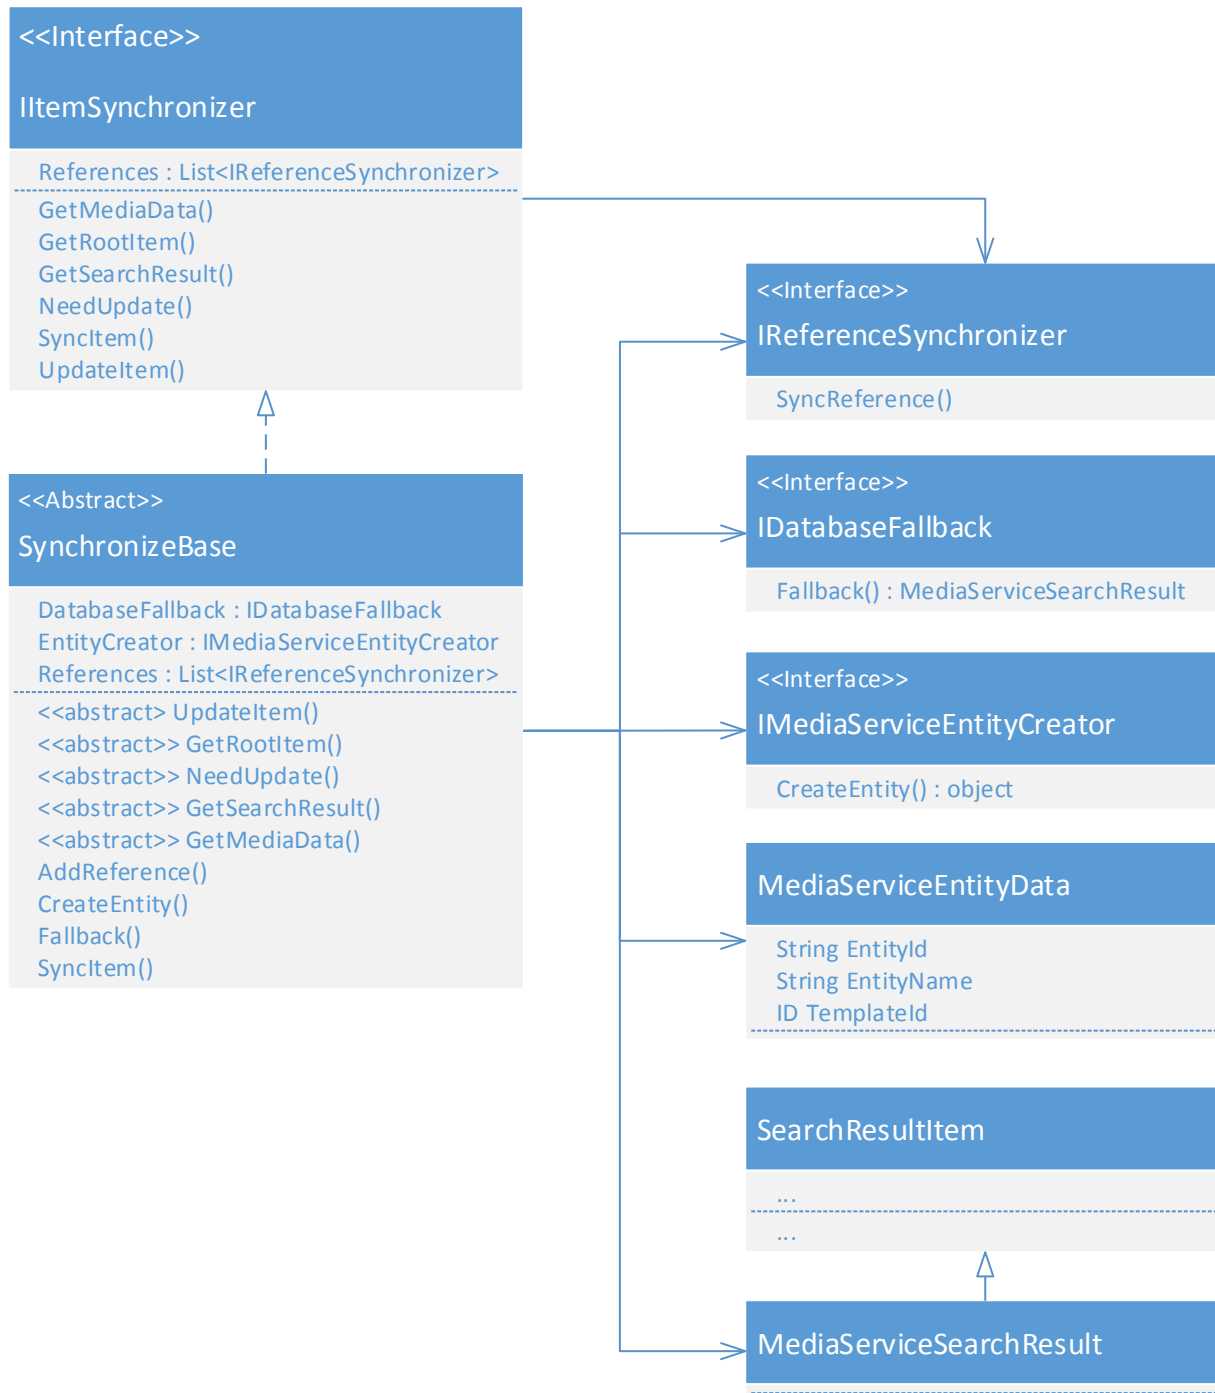 <<Interface>>
IItemSynchronizer
References : List<IReferenceSynchronizer>
GetMediaData()
GetRootItem()
GetSearchResult()
NeedUpdate()
SyncItem()
UpdateItem()
<<Abstract>>
SynchronizeBase
DatabaseFallback : IDatabaseFallback
EntityCreator : IMediaServiceEntityCreator
References : List<IReferenceSynchronizer>
<<abstract> UpdateItem()
<<abstract>> GetRootItem()
<<abstract>> NeedUpdate()
<<abstract>> GetSearchResult()
<<abstract>> GetMediaData()
AddReference()
CreateEntity()
Fallback()
SyncItem()
<<Interface>>
IReferenceSynchronizer
SyncReference()
<<Interface>>
IDatabaseFallback
Fallback() : MediaServiceSearchResult
<<Interface>>
IMediaServiceEntityCreator
CreateEntity() : object
MediaServiceEntityData
String EntityId
String EntityName
ID TemplateId
SearchResultItem
...
...
MediaServiceSearchResult